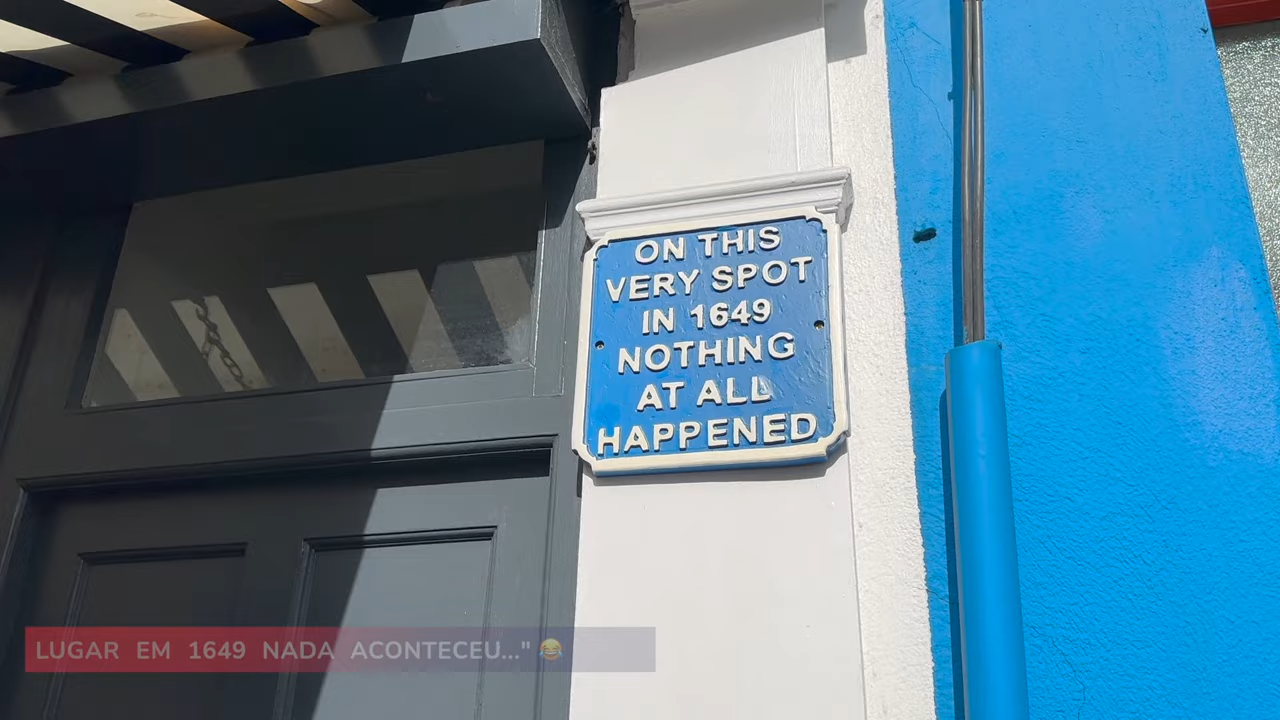 ON THIS
VERY SPOT
IN 1649
NOTHING
AT ALL
HAPPENED
LUGAR EM 1649 NADA ACONTECEU..." 😂